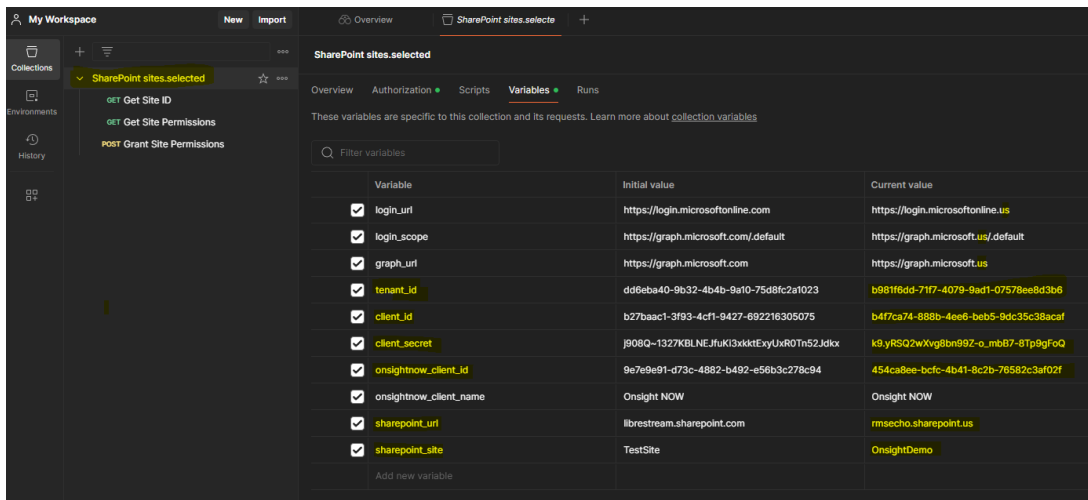 My Workspace New Import Overview SharePoint sites.selecte
Collections
SharePoint sites.selected
GET Get Site ID
GET Get Site Permissions
POST Grant Site Permissions
Environments
History
SharePoint sites.selected
Overview Authorization Scripts Variables Runs
These variables are specific to this collection and its requests. Learn more about collection variables
Filter variables
Variable Initial value Current value
login_url https://login.microsoftonline.com https://login.microsoftonline.us
login_scope https://graph.microsoft.com/.default https://graph.microsoft.us/.default
graph_url https://graph.microsoft.com https://graph.microsoft.us
tenant_id dd6eba40-9b32-4b4b-9a10-75d8fc2a1023 b981f6dd-71f7-4079-9ad1-07578ee8d3b6
client_id b27baac1-3f93-4cf1-9427-692216305075 b4f7ca74-888b-4ee6-beb5-9dc35c38acaf
client_secret j908Q~1327KBLNEJfuKi3xkktExyUxR0Tn52Jdkx k9.yRSQ2wXvg8bn99Z-o_mbB7-8Tp9gFoQ
onsightnow_client_id 9e7e9e91-d73c-4882-b492-e56b3c278c94 454ca8ee-bcfc-4b41-8c2b-76582c3af02f
onsightnow_client_name Onsight NOW Onsight NOW
sharepoint_url librestream.sharepoint.com rmsecho.sharepoint.us
sharepoint_site TestSite OnsightDemo
Add new variable